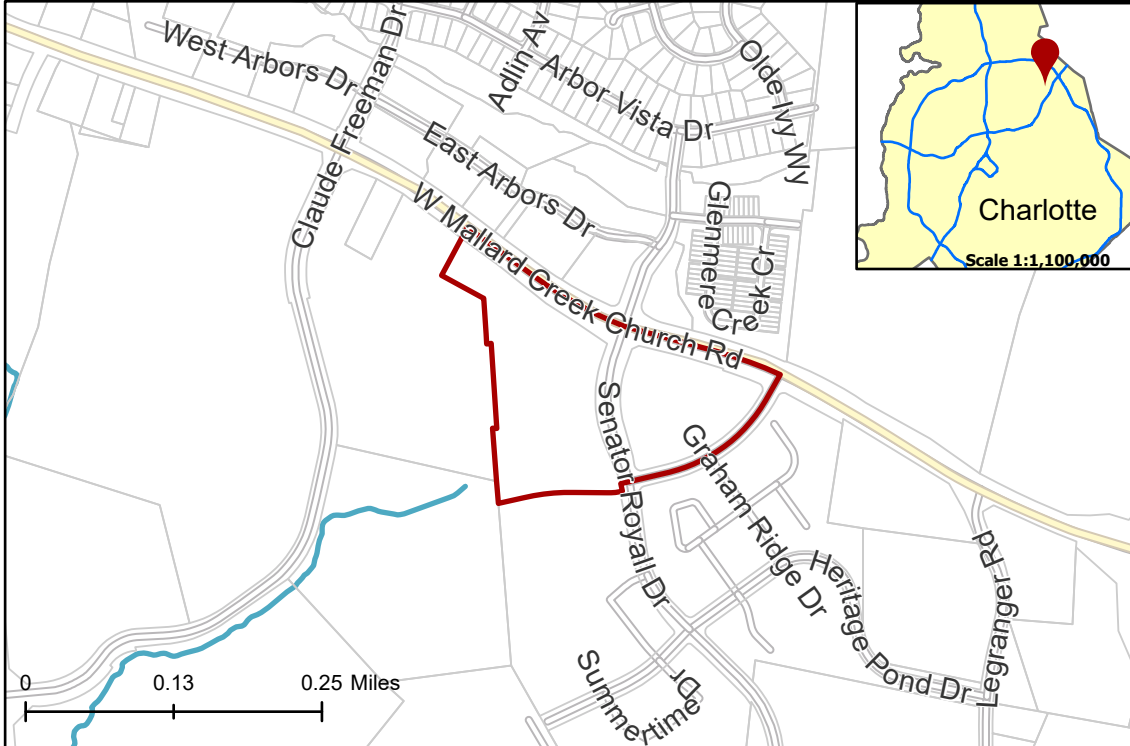 West Arbors Dr
Claude Freeman Dr
Adlin Av
Arbor Vista Dr
Olde Ivy Wy
East Arbors Dr
W Mallard Creek Church Rd
Glenmere Creek Cr
Senator Royall Dr
Graham Ridge Dr
Heritage Pond Dr
Legranger Rd
Summertime Dr
Charlotte
Scale 1:1,100,000
0 0.13 0.25 Miles